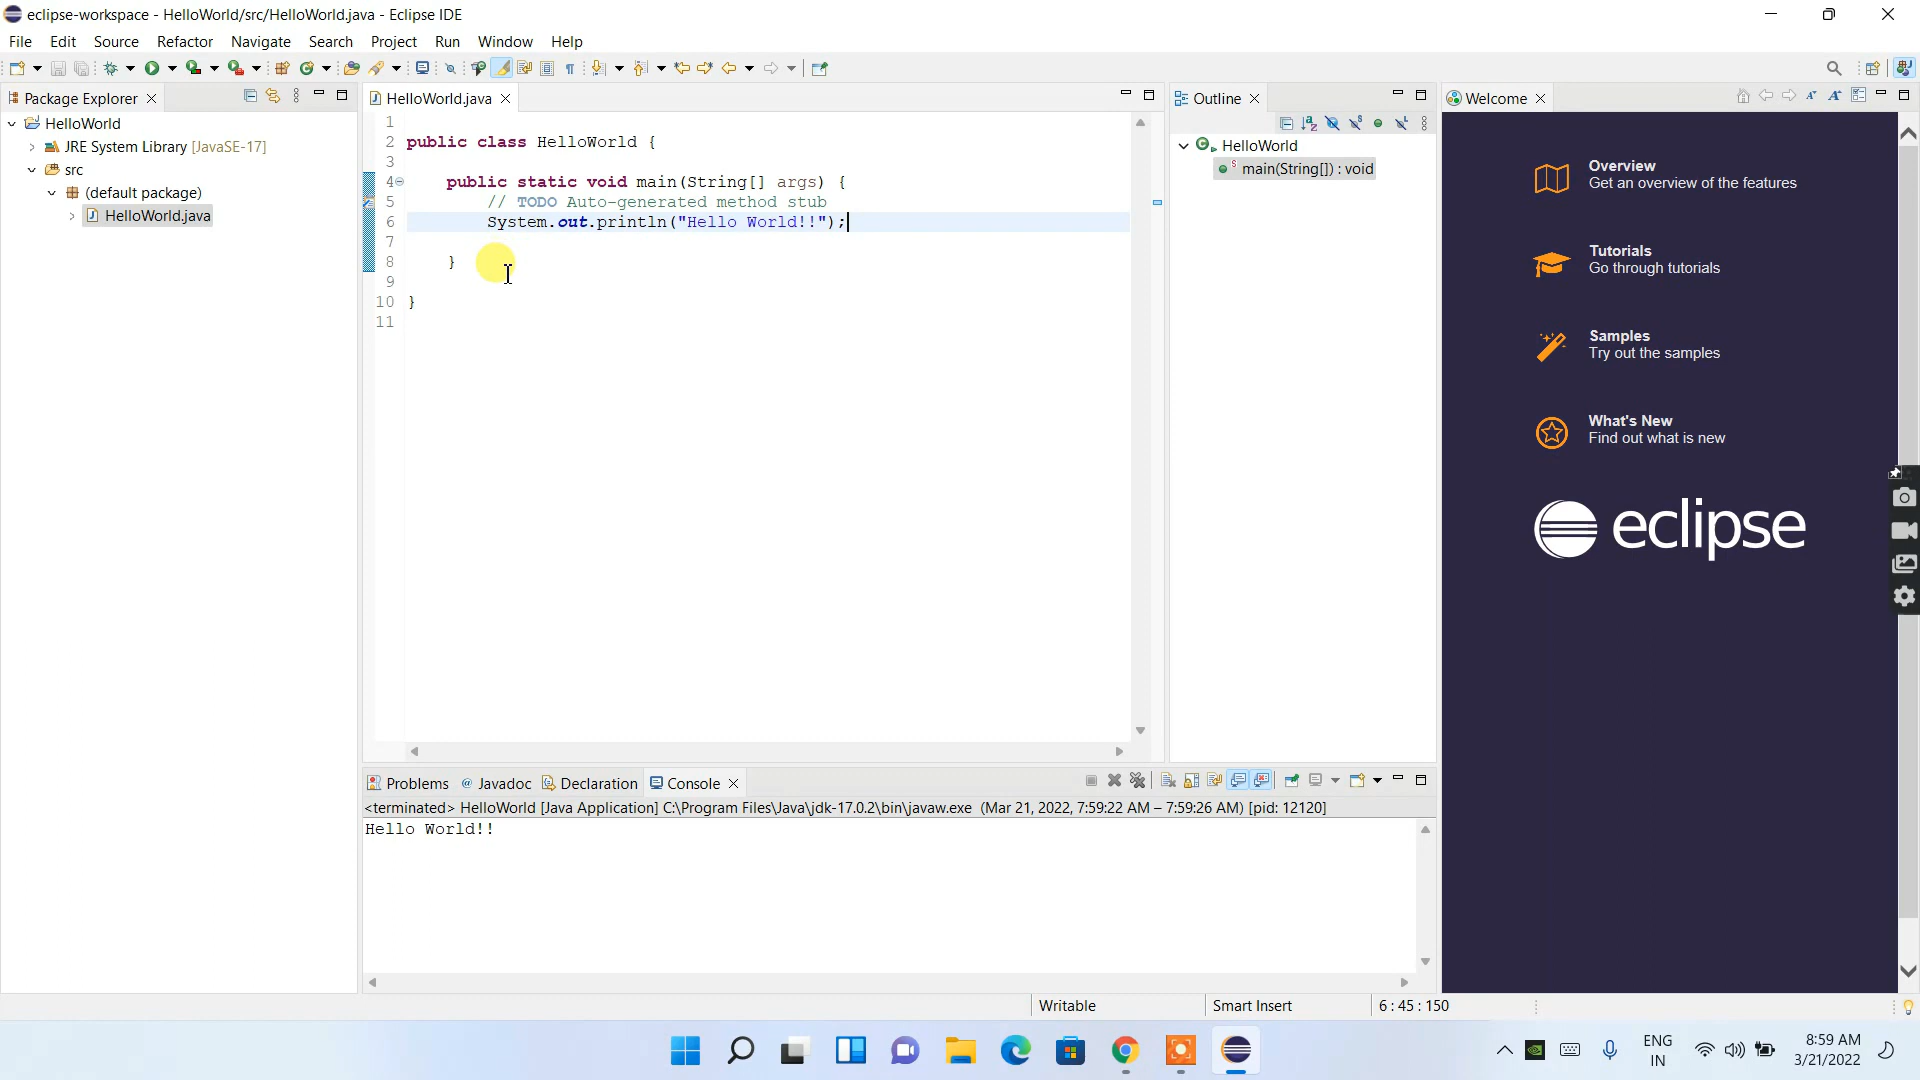 eclipse-workspace - HelloWorld/src/HelloWorld.java - Eclipse IDE
File Edit Source Refactor Navigate Search Project Run Window Help
Package Explorer
HelloWorld
JRE System Library [JavaSE-17]
src
(default package)
HelloWorld.java
HelloWorld.java
1
2 public class HelloWorld {
3
4 public static void main(String[] args) {
5 // TODO Auto-generated method stub
6 System.out.println("Hello World!!");
7
8 }
9
10 }
11
Outline
HelloWorld
main(String[]) : void
Welcome
Overview
Get an overview of the features
Tutorials
Go through tutorials
Samples
Try out the samples
What's New
Find out what is new
eclipse
Problems Javadoc Declaration Console
<terminated> HelloWorld [Java Application] C:\Program Files\Java\jdk-17.0.2\bin\javaw.exe (Mar 21, 2022, 7:59:22 AM – 7:59:26 AM) [pid: 12120]
Hello World!!
Writable Smart Insert 6 : 45 : 150
ENG
IN
8:59 AM
3/21/2022